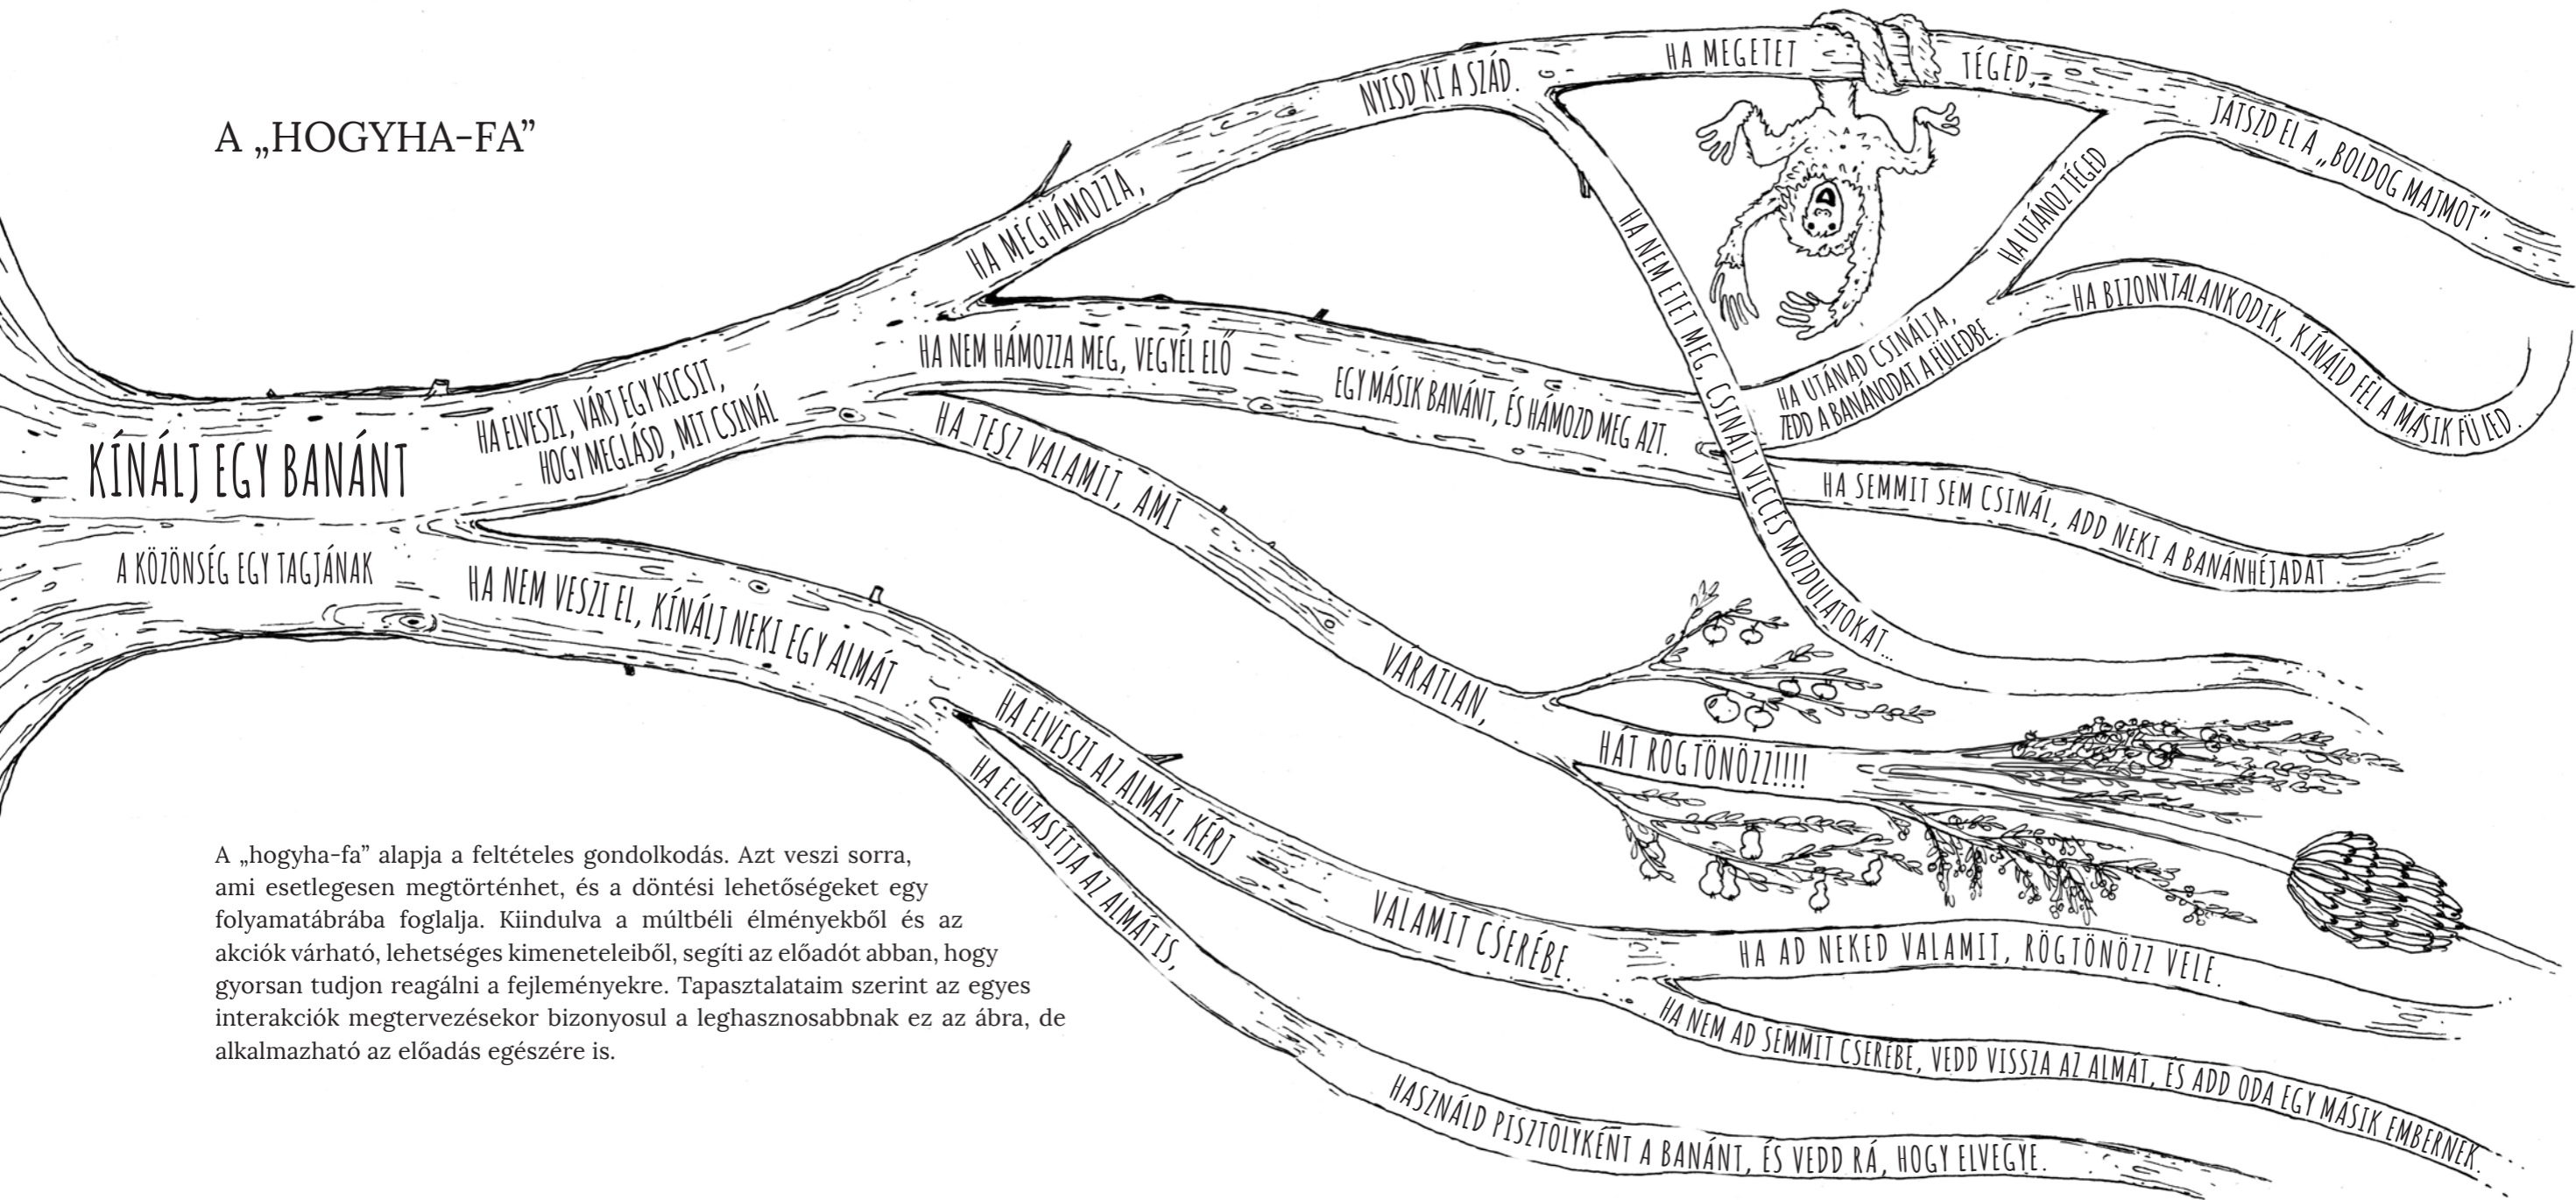 A „HOGYHA-FA”
KÍNÁLJ EGY BANÁNT
A KÖZÖNSÉG EGY TAGJÁNAK
HA ELVESZI, VÁRJ EGY KICSIT,
HOGY MEGLÁSD, MIT CSINÁL
HA MEGHÁMOZZA,
NYISD KI A SZÁD.
HA MEGETET TÉGED,
JÁTSZD EL A „BOLDOG MAJMOT”.
HA NEM ETET MEG, CSINÁLJ VICCES MOZDULATOKAT...
HA NEM HÁMOZZA MEG, VEGYÉL ELŐ
EGY MÁSIK BANÁNT, ÉS HÁMOZD MEG AZT.
HA UTÁNAD CSINÁLJA,
TEDD A BANÁNODAT A FÜLEDBE.
HA UTÁNOZ TÉGED
HA BIZONYTALANKODIK, KÍNÁLD FEL A MÁSIK FÜLED.
HA SEMMIT SEM CSINÁL, ADD NEKI A BANÁNHÉJADAT.
HA TESZ VALAMIT, AMI
VÁRATLAN,
HÁT RÖGTÖNÖZZ!!!!
HA NEM VESZI EL, KÍNÁLJ NEKI EGY ALMÁT
HA ELVESZI AZ ALMÁT, KÉRJ
VALAMIT CSERÉBE.
HA AD NEKED VALAMIT, RÖGTÖNÖZZ VELE.
HA NEM AD SEMMIT CSERÉBE, VEDD VISSZA AZ ALMÁT, ÉS ADD ODA EGY MÁSIK EMBERNEK.
HA ELUTASÍTJA AZ ALMÁT IS,
HASZNÁLD PISZTOLYKÉNT A BANÁNT, ÉS VEDD RÁ, HOGY ELVEGYE.
A „hogyha-fa” alapja a feltételes gondolkodás. Azt veszi sorra,
ami esetlegesen megtörténhet, és a döntési lehetőségeket egy
folyamatábrába foglalja. Kiindulva a múltbéli élményekből és az
akciók várható, lehetséges kimeneteleiből, segíti az előadót abban, hogy
gyorsan tudjon reagálni a fejleményekre. Tapasztalataim szerint az egyes
interakciók megtervezésekor bizonyosul a leghasznosabbnak ez az ábra, de
alkalmazható az előadás egészére is.